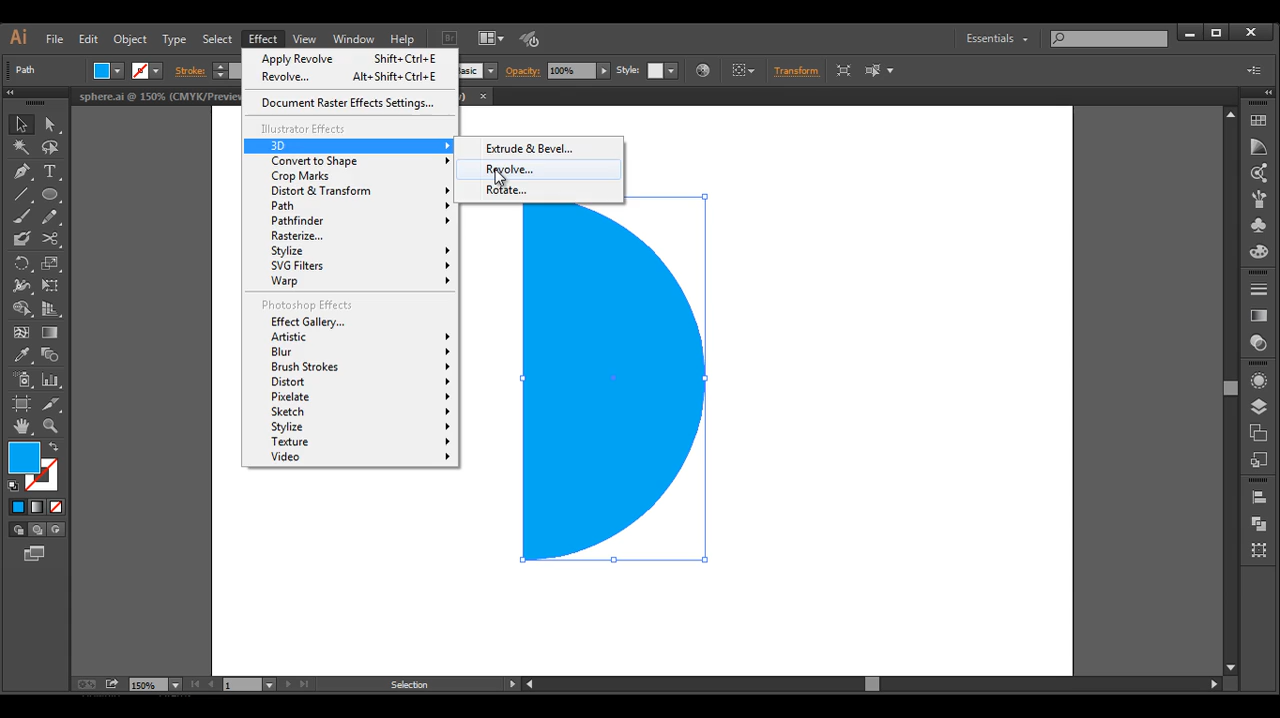 Ai File Edit Object Type Select Effect View Window Help Br Essentials
Path Stroke: Basic Opacity: 100% Style: Transform
sphere.ai @ 150% (CMYK/Preview
Apply Revolve Shift+Ctrl+E
Revolve... Alt+Shift+Ctrl+E
Document Raster Effects Settings...
Illustrator Effects
3D
Extrude & Bevel...
Revolve...
Rotate...
Convert to Shape
Crop Marks
Distort & Transform
Path
Pathfinder
Rasterize...
Stylize
SVG Filters
Warp
Photoshop Effects
Effect Gallery...
Artistic
Blur
Brush Strokes
Distort
Pixelate
Sketch
Stylize
Texture
Video
150% 1 Selection